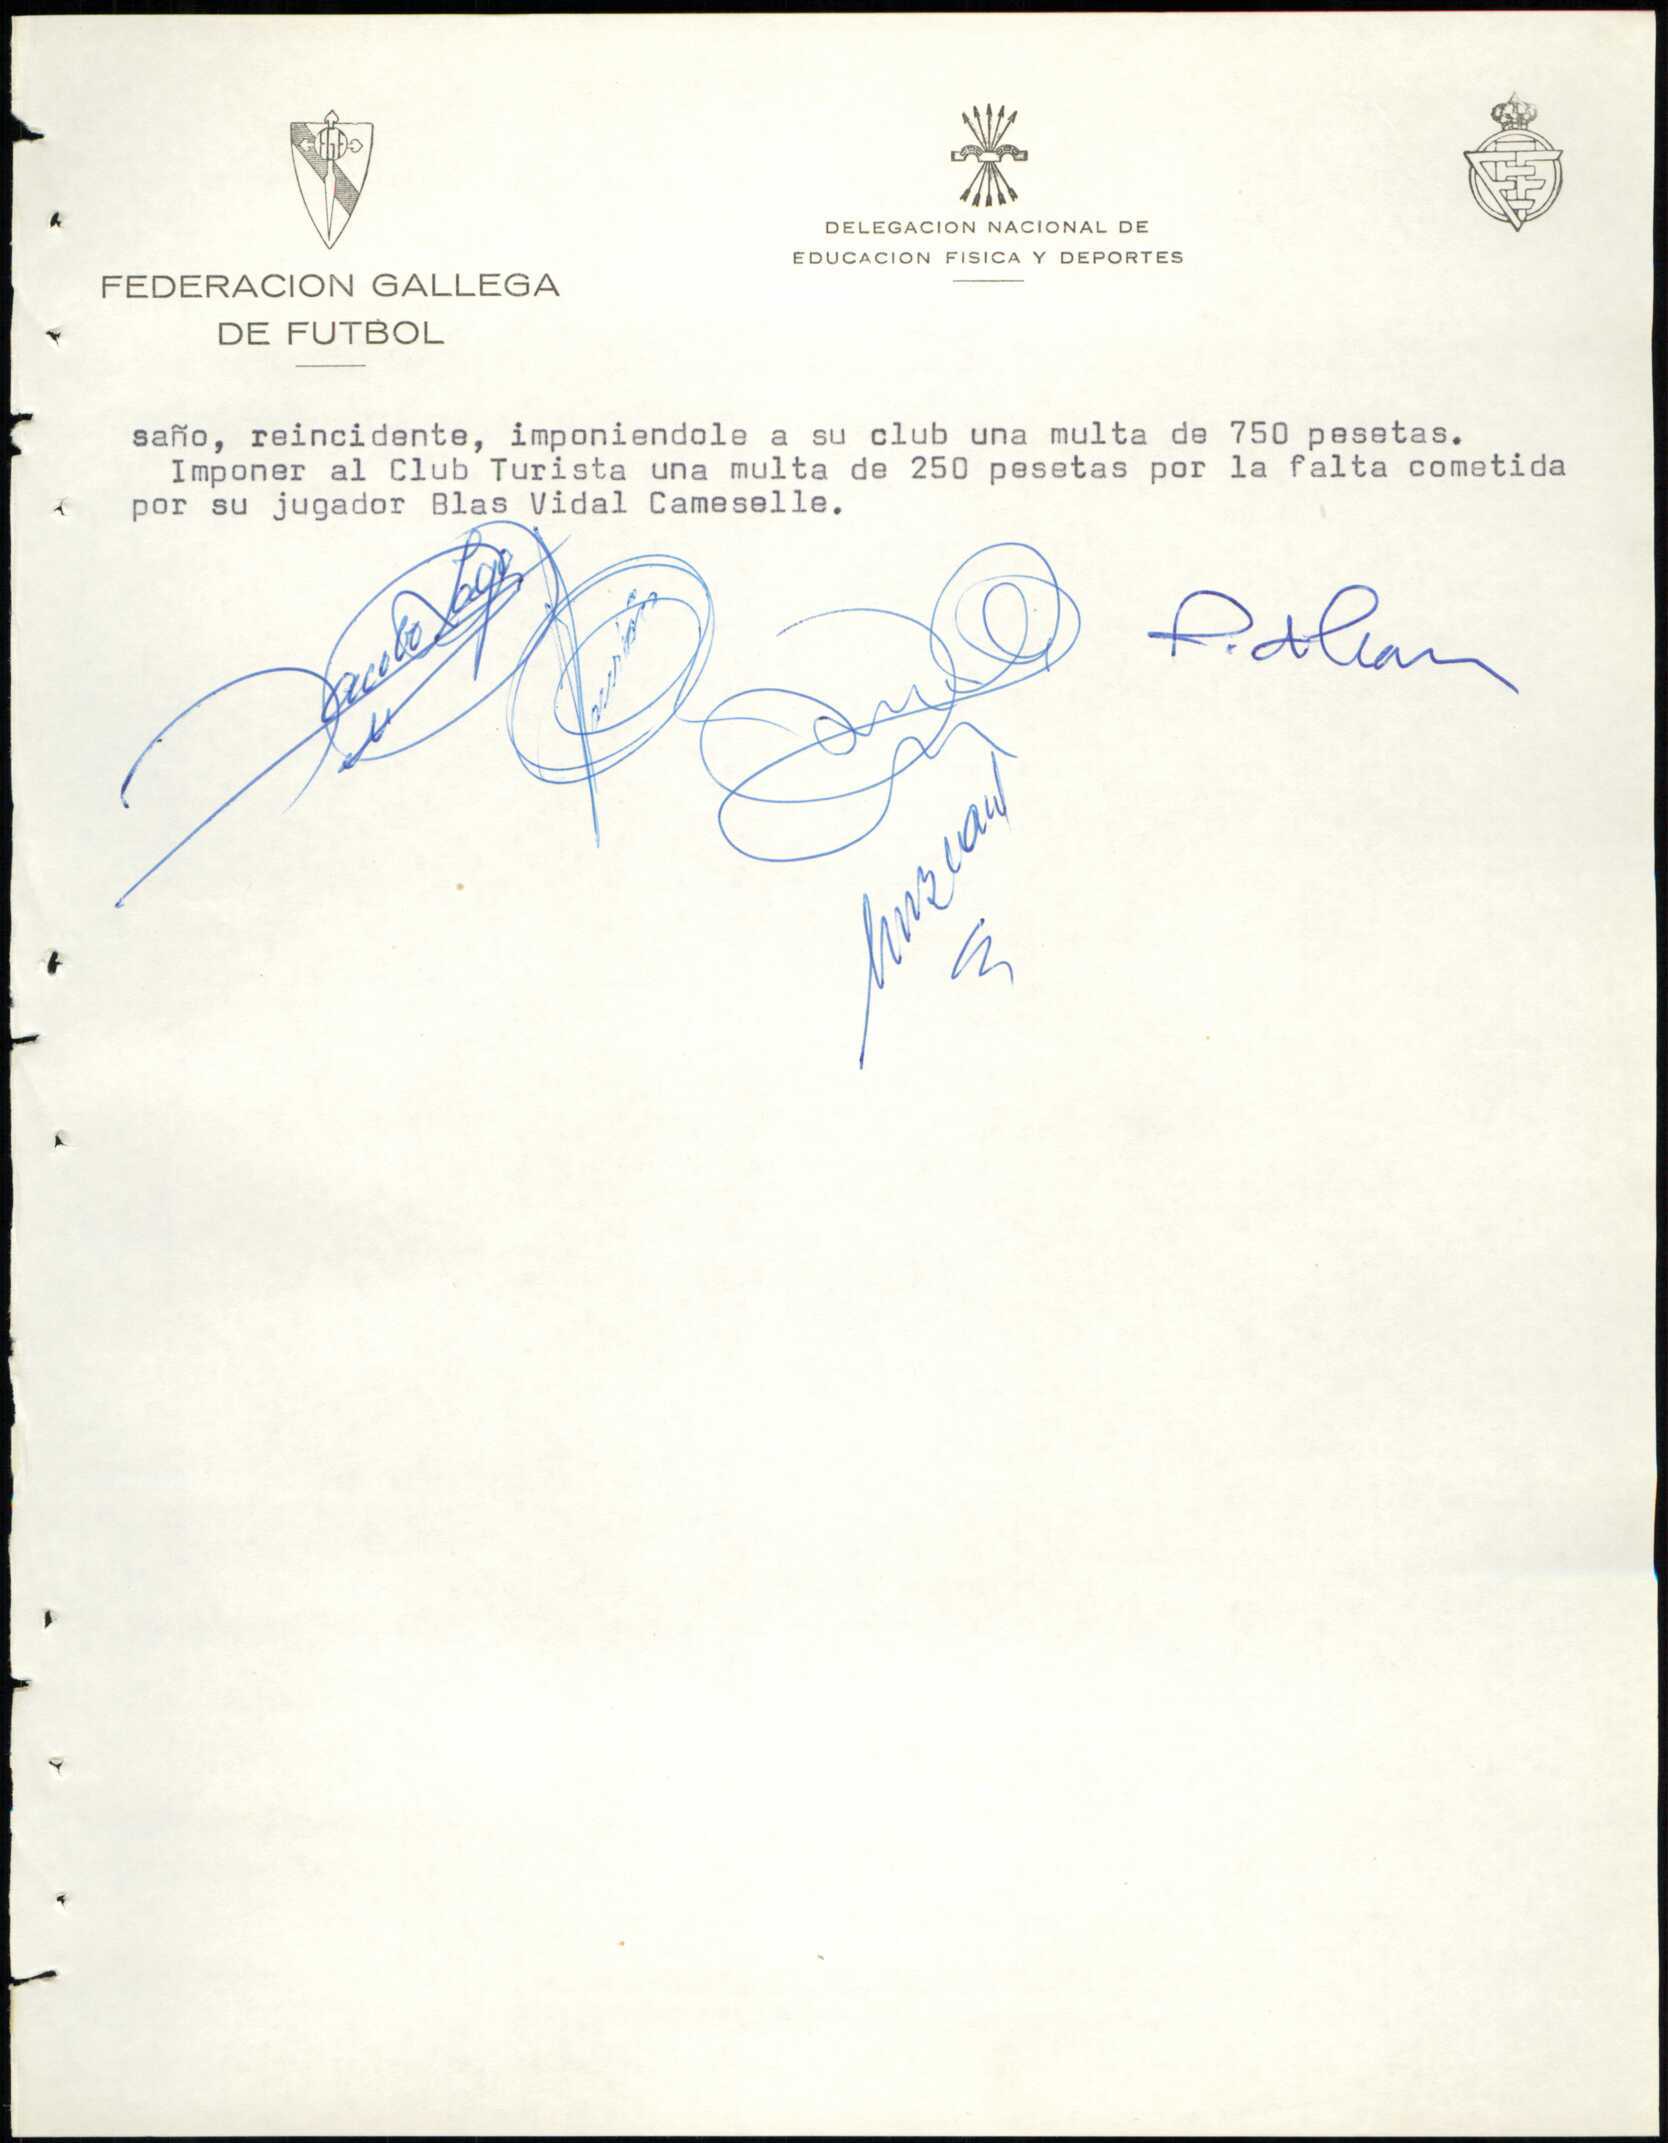 FEDERACION GALLEGA
DE FUTBOL
DELEGACION NACIONAL DE
EDUCACION FISICA Y DEPORTES
saño, reincidente, imponiendole a su club una multa de 750 pesetas.
Imponer al Club Turista una multa de 250 pesetas por la falta cometida
por su jugador Blas Vidal Cameselle.
Jacobo Lago